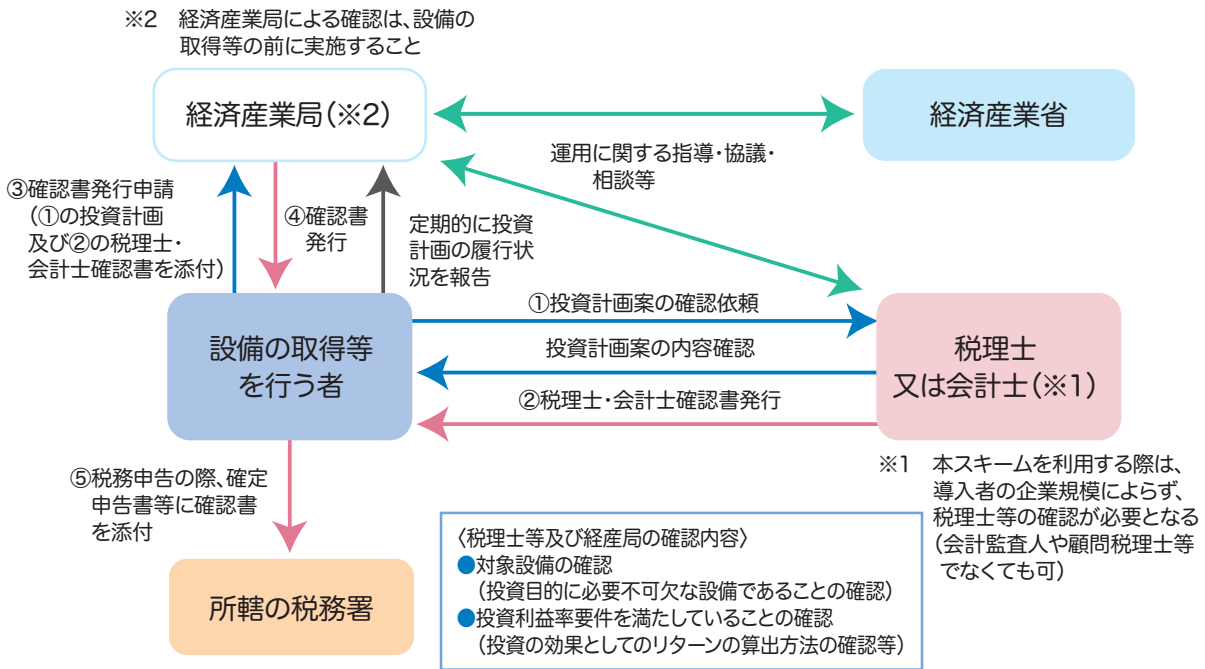 ※2 経済産業局による確認は、設備の
取得等の前に実施すること
経済産業局(※2)
経済産業省
運用に関する指導・協議・
相談等
③確認書発行申請
(①の投資計画
及び②の税理士・
会計士確認書を添付)
④確認書
発行
定期的に投資
計画の履行状
況を報告
①投資計画案の確認依頼
設備の取得等
を行う者
投資計画案の内容確認
税理士
又は会計士(※1)
②税理士・会計士確認書発行
※1 本スキームを利用する際は、
導入者の企業規模によらず、
税理士等の確認が必要となる
(会計監査人や顧問税理士等
でなくても可)
⑤税務申告の際、確定
申告書等に確認書
を添付
〈税理士等及び経産局の確認内容〉
●対象設備の確認
(投資目的に必要不可欠な設備であることの確認)
●投資利益率要件を満たしていることの確認
(投資の効果としてのリターンの算出方法の確認等)
所轄の税務署